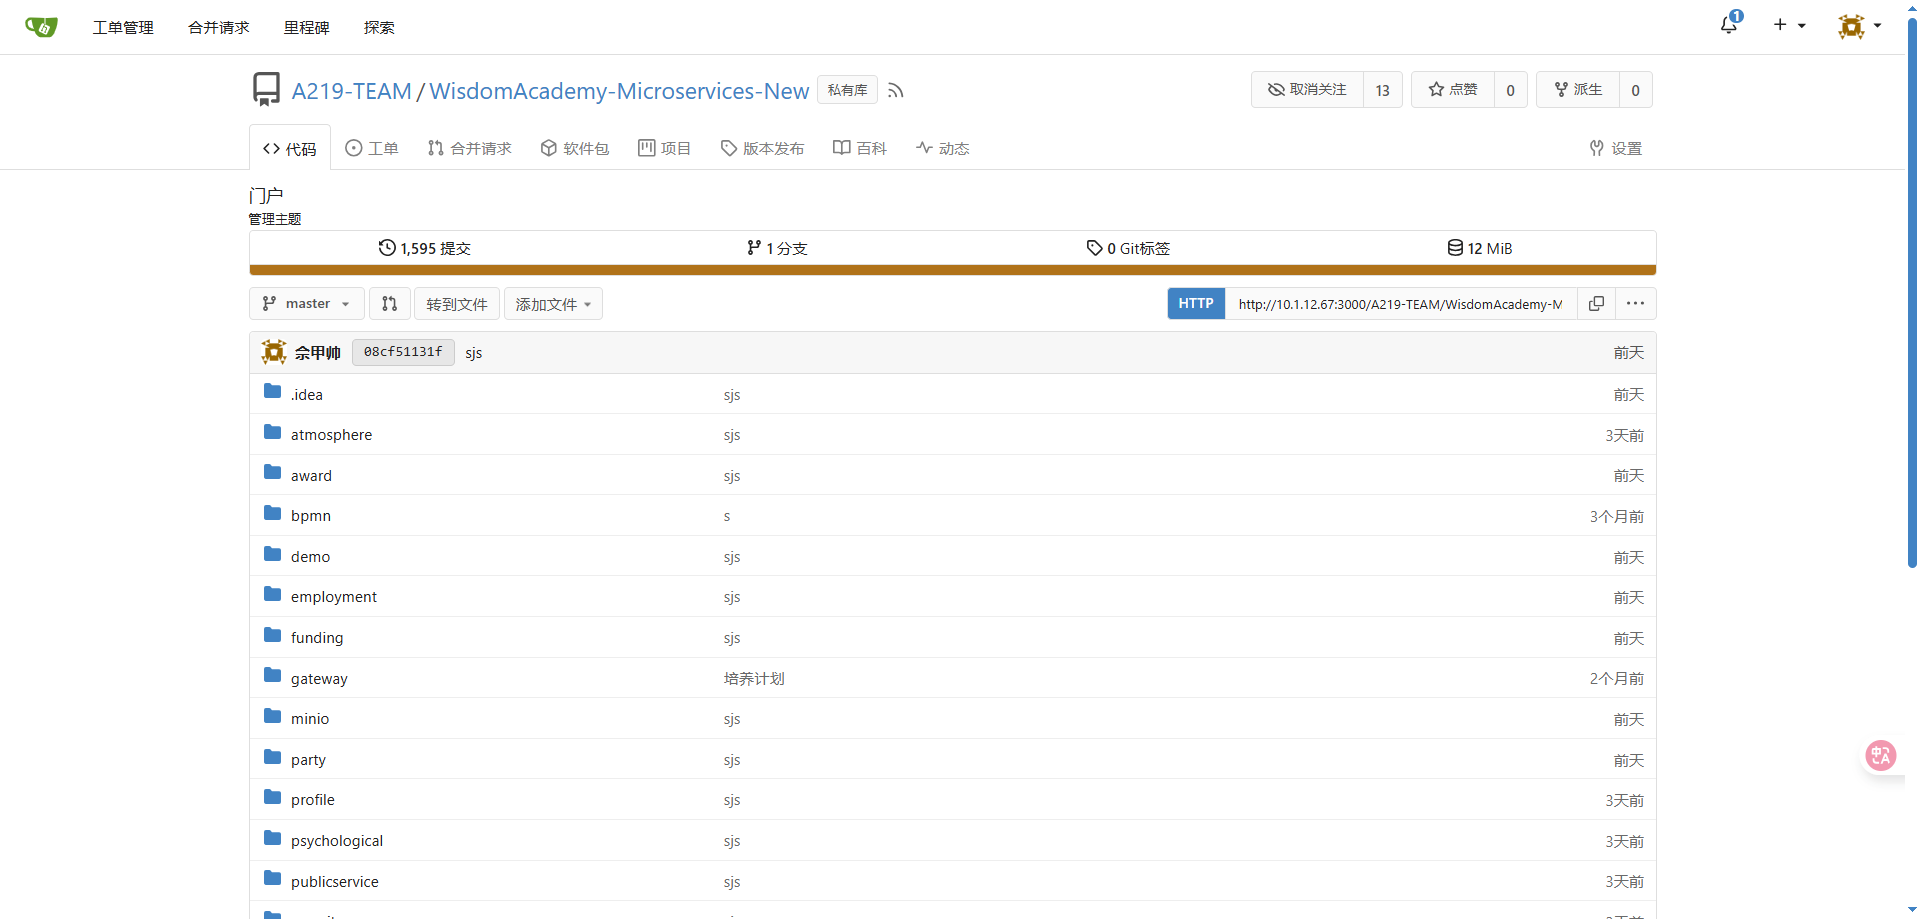 工单管理 合并请求 里程碑 探索 1
A219-TEAM/WisdomAcademy-Microservices-New 私有库 取消关注 13 点赞 0 派生 0
代码 工单 合并请求 软件包 项目 版本发布 百科 动态 设置
门户
管理主题
1,595 提交 1 分支 0 Git标签 12 MiB
master 转到文件 添加文件 HTTP http://10.1.12.67:3000/A219-TEAM/WisdomAcademy-M
佘甲帅 08cf51131f sjs 前天
.idea sjs 前天
atmosphere sjs 3天前
award sjs 前天
bpmn s 3个月前
demo sjs 前天
employment sjs 前天
funding sjs 前天
gateway 培养计划 2个月前
minio sjs 前天
party sjs 前天
profile sjs 3天前
psychological sjs 3天前
publicservice sjs 3天前